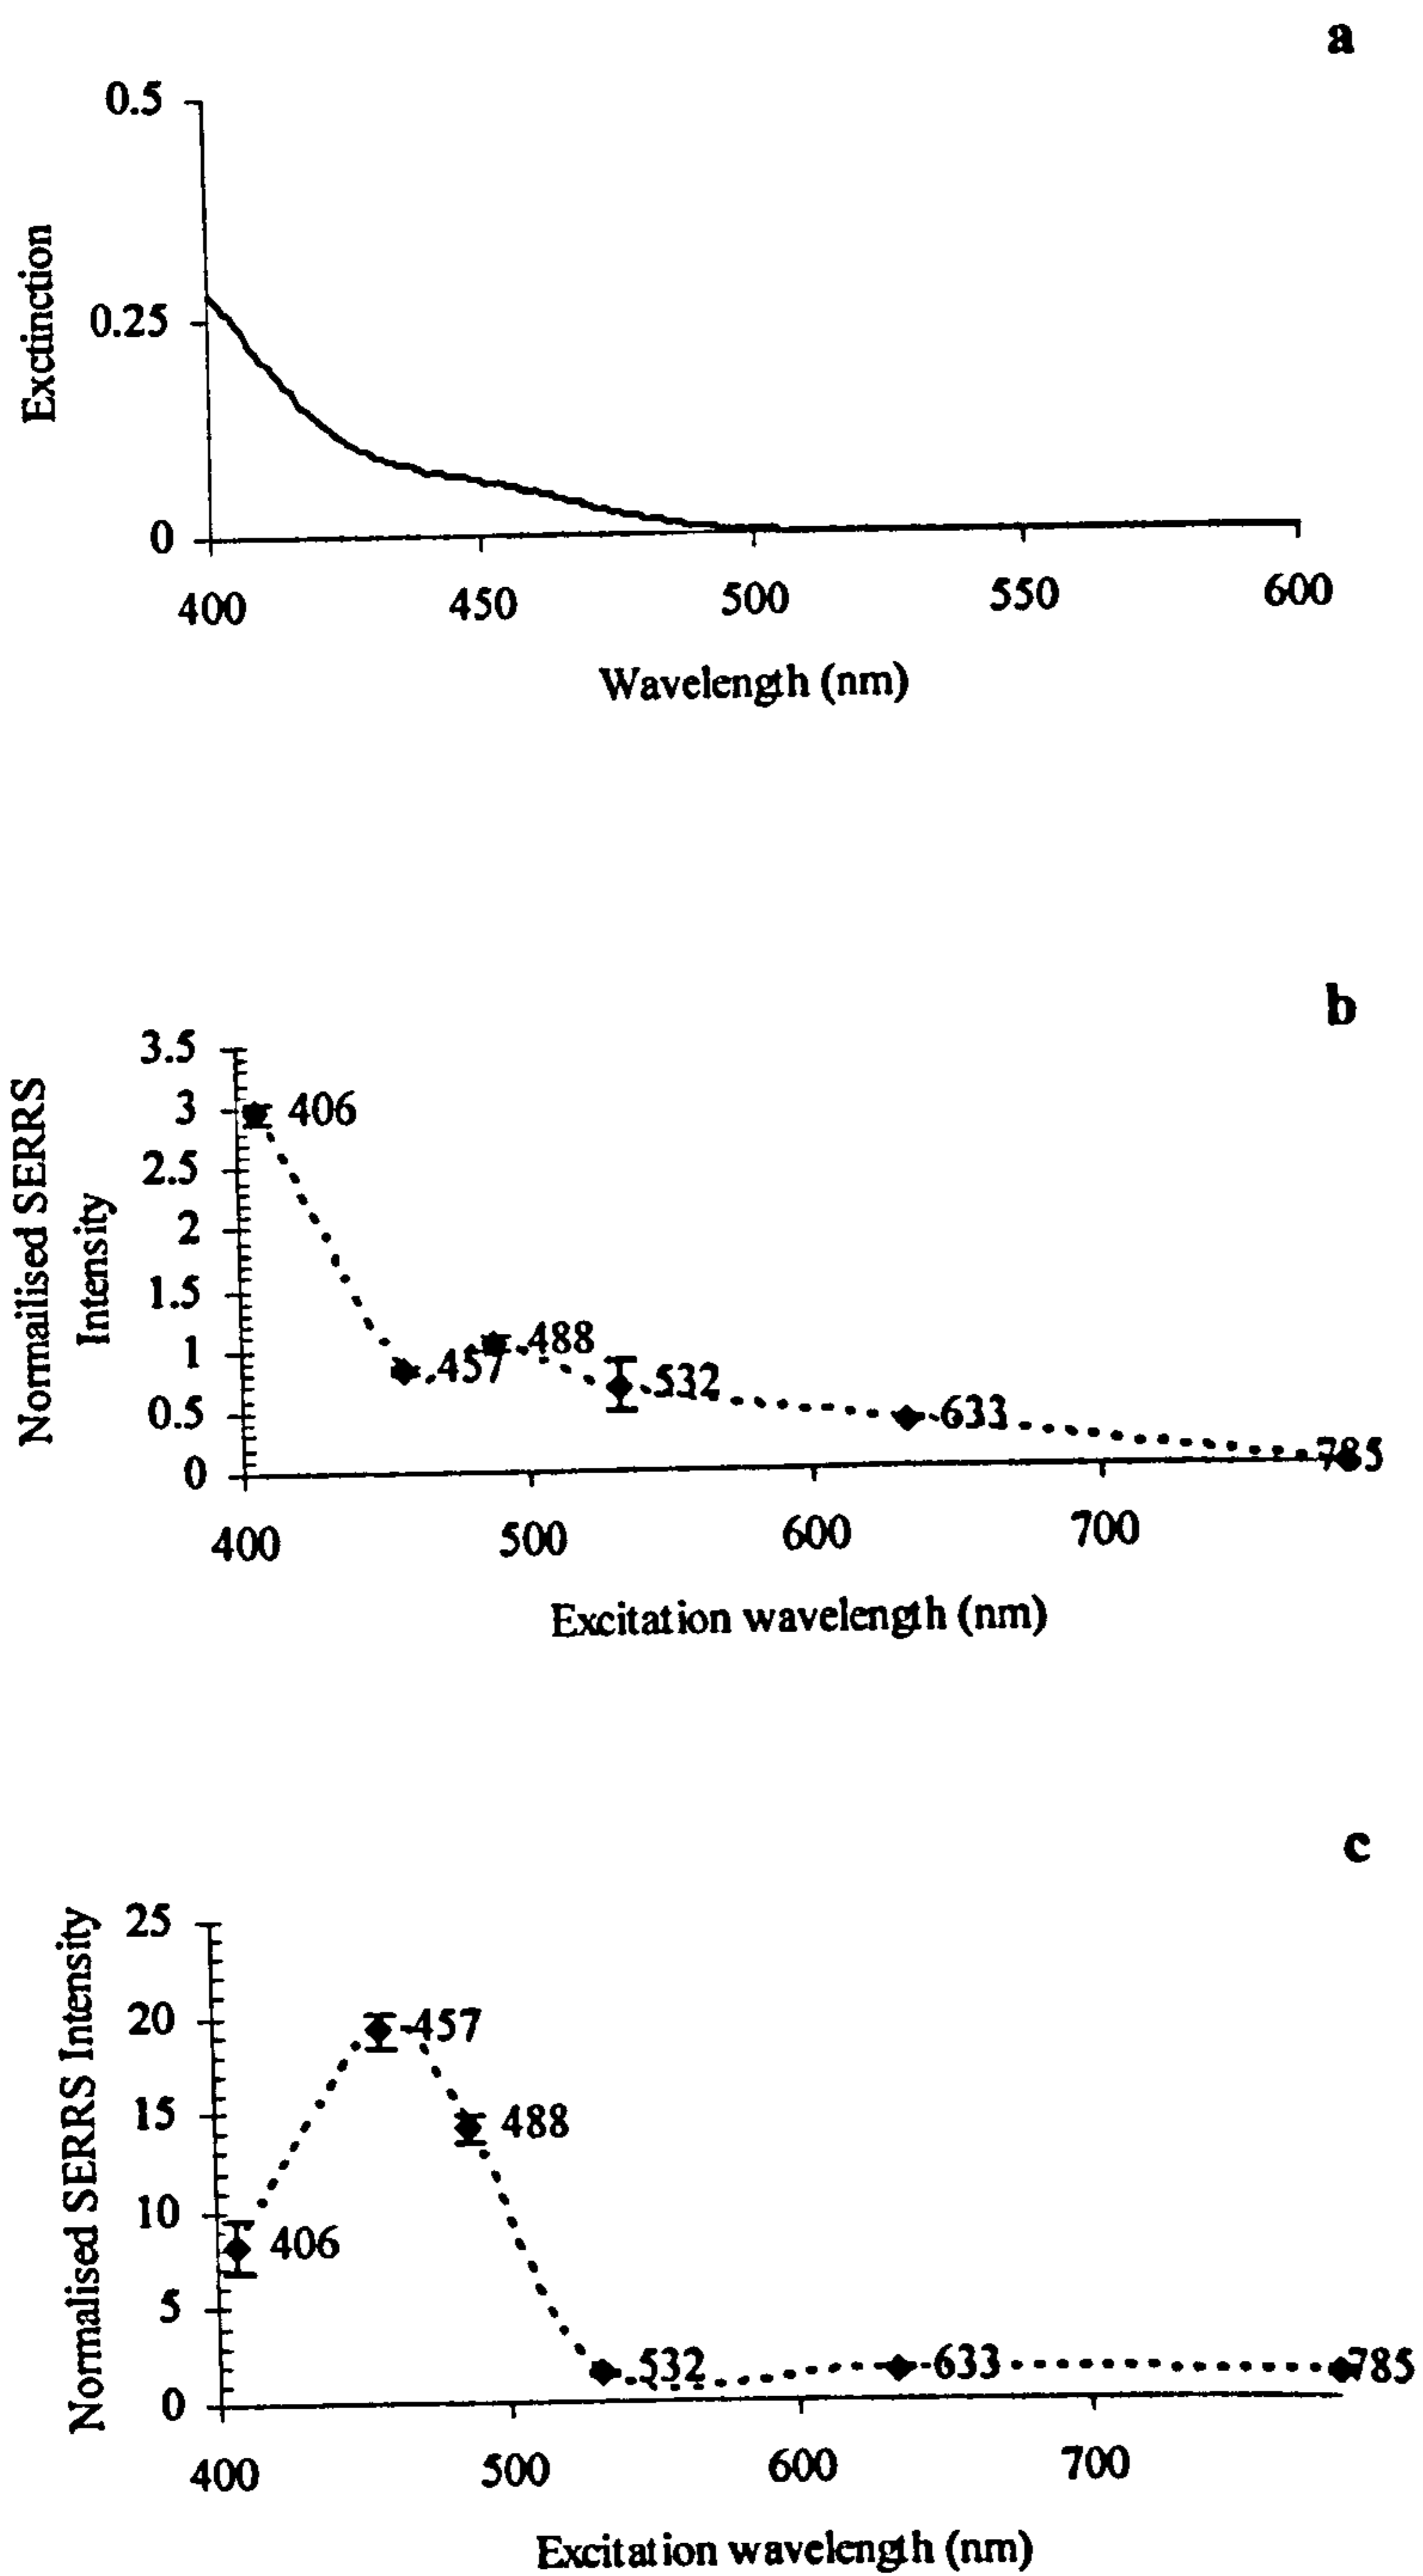 a
0.5
0.25
0
Exctinction
400 450 500 550 600
Wavelength (nm)
b
Normailised SERRS
Intensity
3.5
3
2.5
2
1.5
1
0.5
0
406
457
488
532
633
785
400 500 600 700
Excitation wavelength (nm)
c
Normalised SERRS Intensity
25
20
15
10
5
0
406
457
488
532
633
785
400 500 600 700
Excitation wavelength (nm)